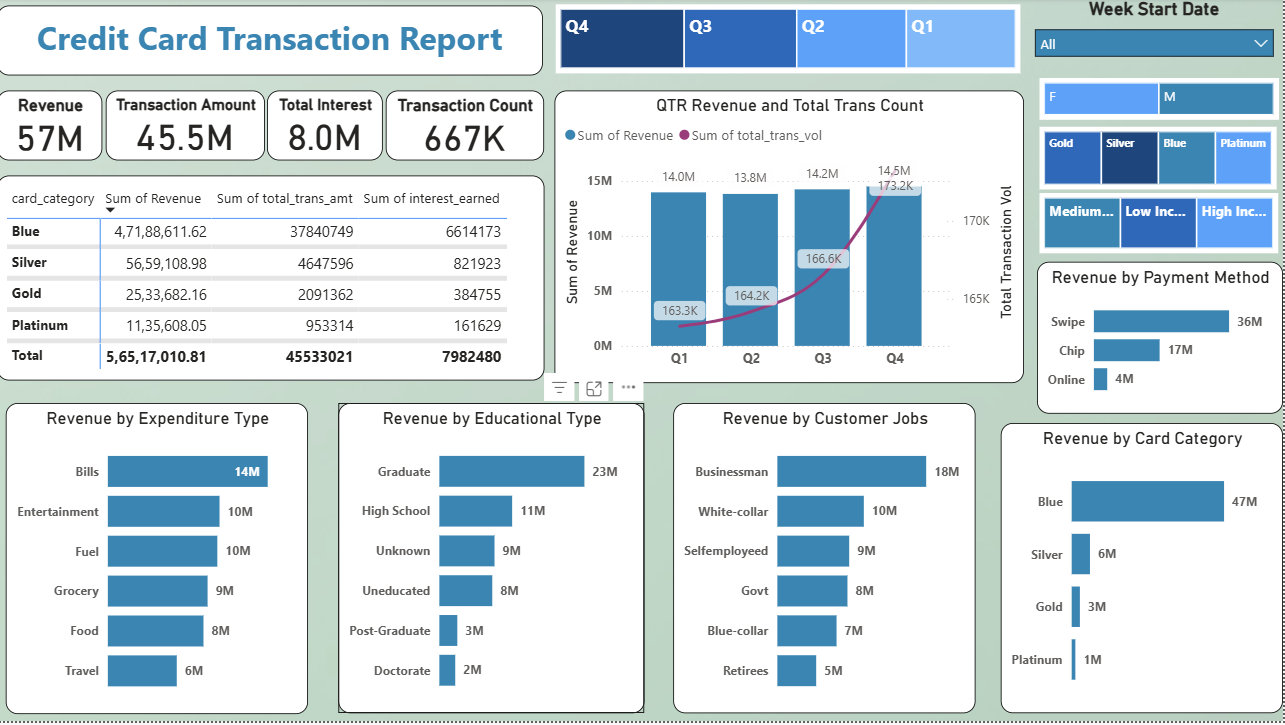 Credit Card Transaction Report
Q4
Q3
Q2
Q1
Week Start Date
All
F
M
Gold
Silver
Blue
Platinum
Medium...
Low Inc...
High Inc...
Revenue
57M
Transaction Amount
45.5M
Total Interest
8.0M
Transaction Count
667K
card_category Sum of Revenue Sum of total_trans_amt Sum of interest_earned
Blue 4,71,88,611.62 37840749 6614173
Silver 56,59,108.98 4647596 821923
Gold 25,33,682.16 2091362 384755
Platinum 11,35,608.05 953314 161629
Total 5,65,17,010.81 45533021 7982480
QTR Revenue and Total Trans Count
Sum of Revenue Sum of total_trans_vol
Sum of Revenue
15M
10M
5M
0M
14.0M
13.8M
14.2M
14.5M
163.3K
164.2K
166.6K
173.2K
170K
165K
Total Transaction Vol
Q1 Q2 Q3 Q4
Revenue by Payment Method
Swipe 36M
Chip 17M
Online 4M
Revenue by Expenditure Type
Bills 14M
Entertainment 10M
Fuel 10M
Grocery 9M
Food 8M
Travel 6M
Revenue by Educational Type
Graduate 23M
High School 11M
Unknown 9M
Uneducated 8M
Post-Graduate 3M
Doctorate 2M
Revenue by Customer Jobs
Businessman 18M
White-collar 10M
Selfemployeed 9M
Govt 8M
Blue-collar 7M
Retirees 5M
Revenue by Card Category
Blue 47M
Silver 6M
Gold 3M
Platinum 1M